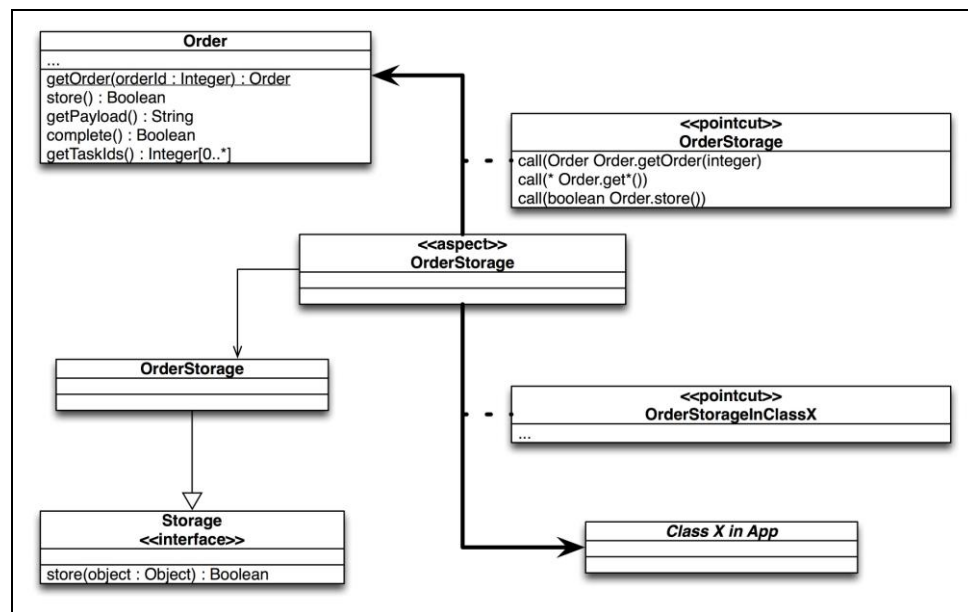 Order
...
getOrder(orderId : Integer) : Order
store() : Boolean
getPayload() : String
complete() : Boolean
getTaskIds() : Integer[0..*]
<<pointcut>>
OrderStorage
call(Order Order.getOrder(integer)
call(* Order.get*())
call(boolean Order.store())
<<aspect>>
OrderStorage
OrderStorage
<<pointcut>>
OrderStorageInClassX
...
Storage
<<interface>>
store(object : Object) : Boolean
Class X in App